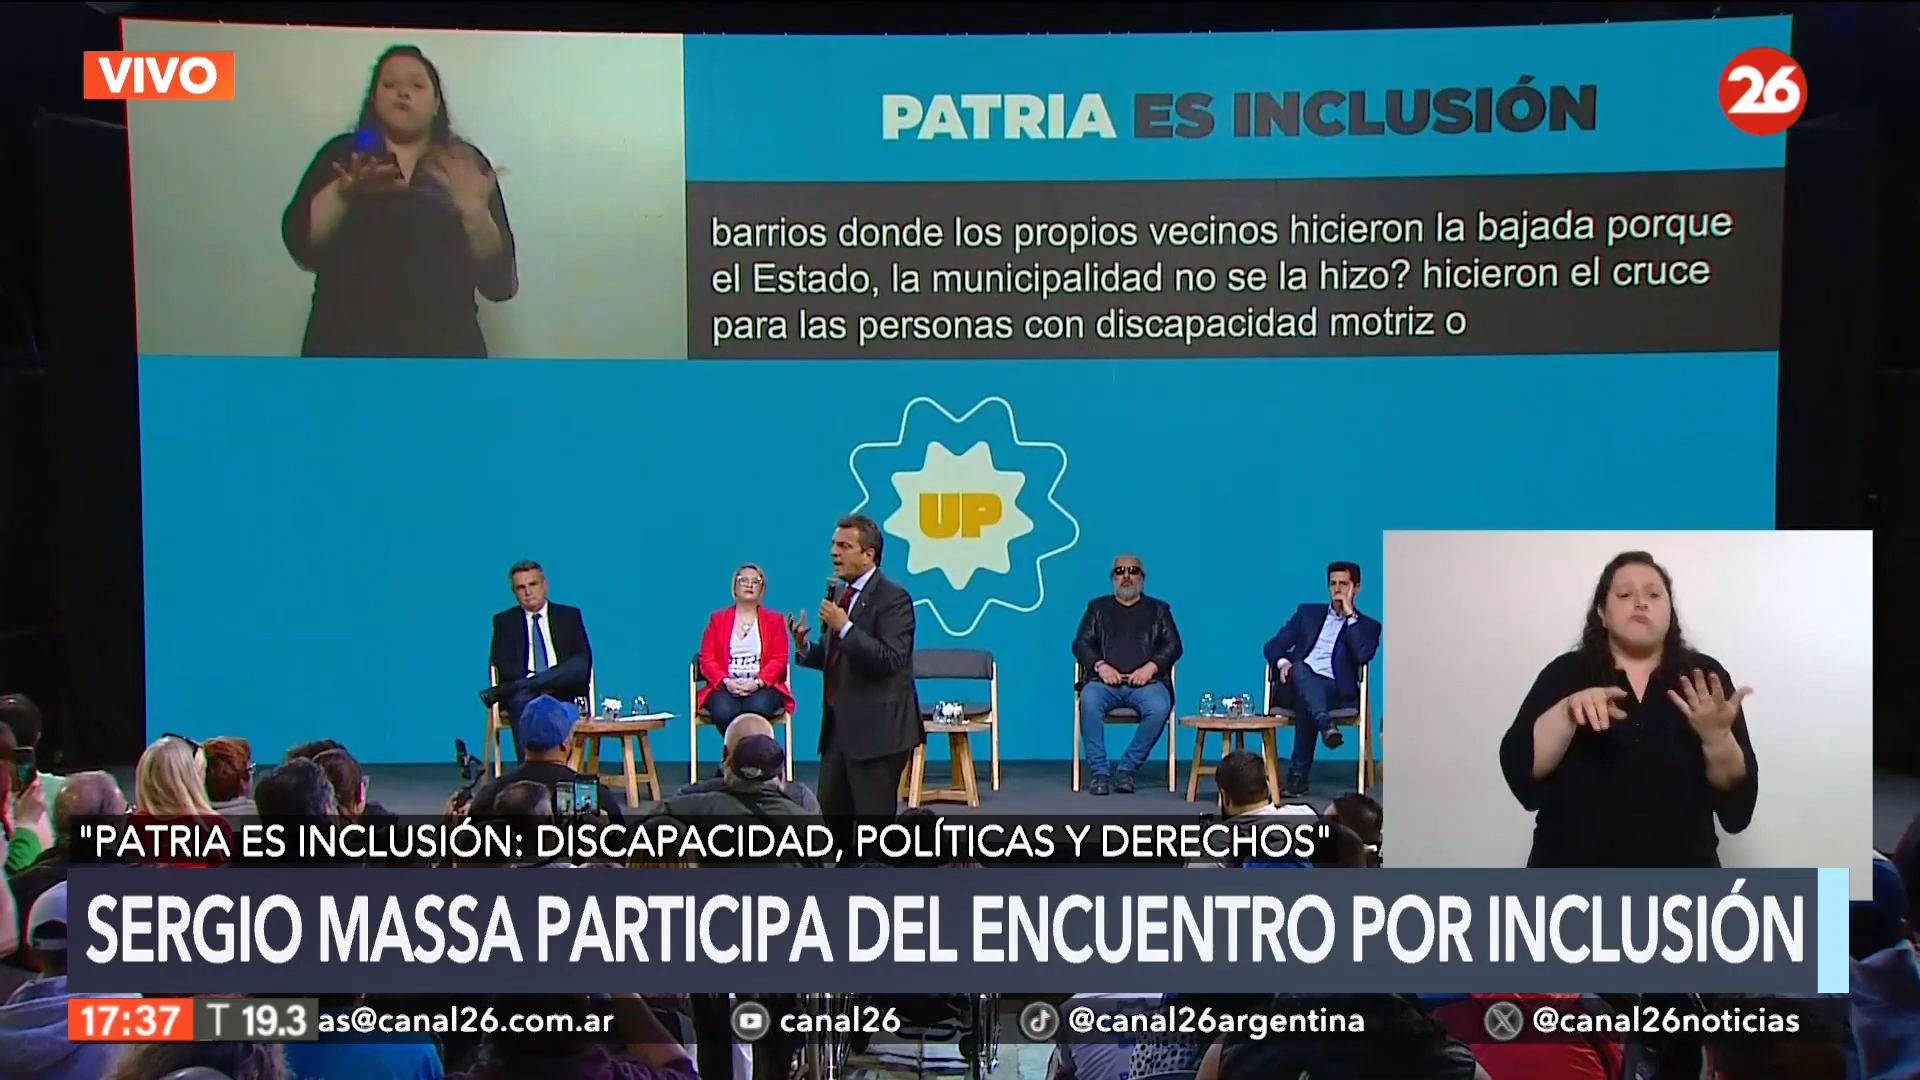 VIVO
26
PATRIA ES INCLUSIÓN
barrios donde los propios vecinos hicieron la bajada porque
el Estado, la municipalidad no se la hizo? hicieron el cruce
para las personas con discapacidad motriz o
UP
"PATRIA ES INCLUSIÓN: DISCAPACIDAD, POLÍTICAS Y DERECHOS"
SERGIO MASSA PARTICIPA DEL ENCUENTRO POR INCLUSIÓN
17:37 T 19.3 as@canal26.com.ar canal26 @canal26argentina @canal26noticias